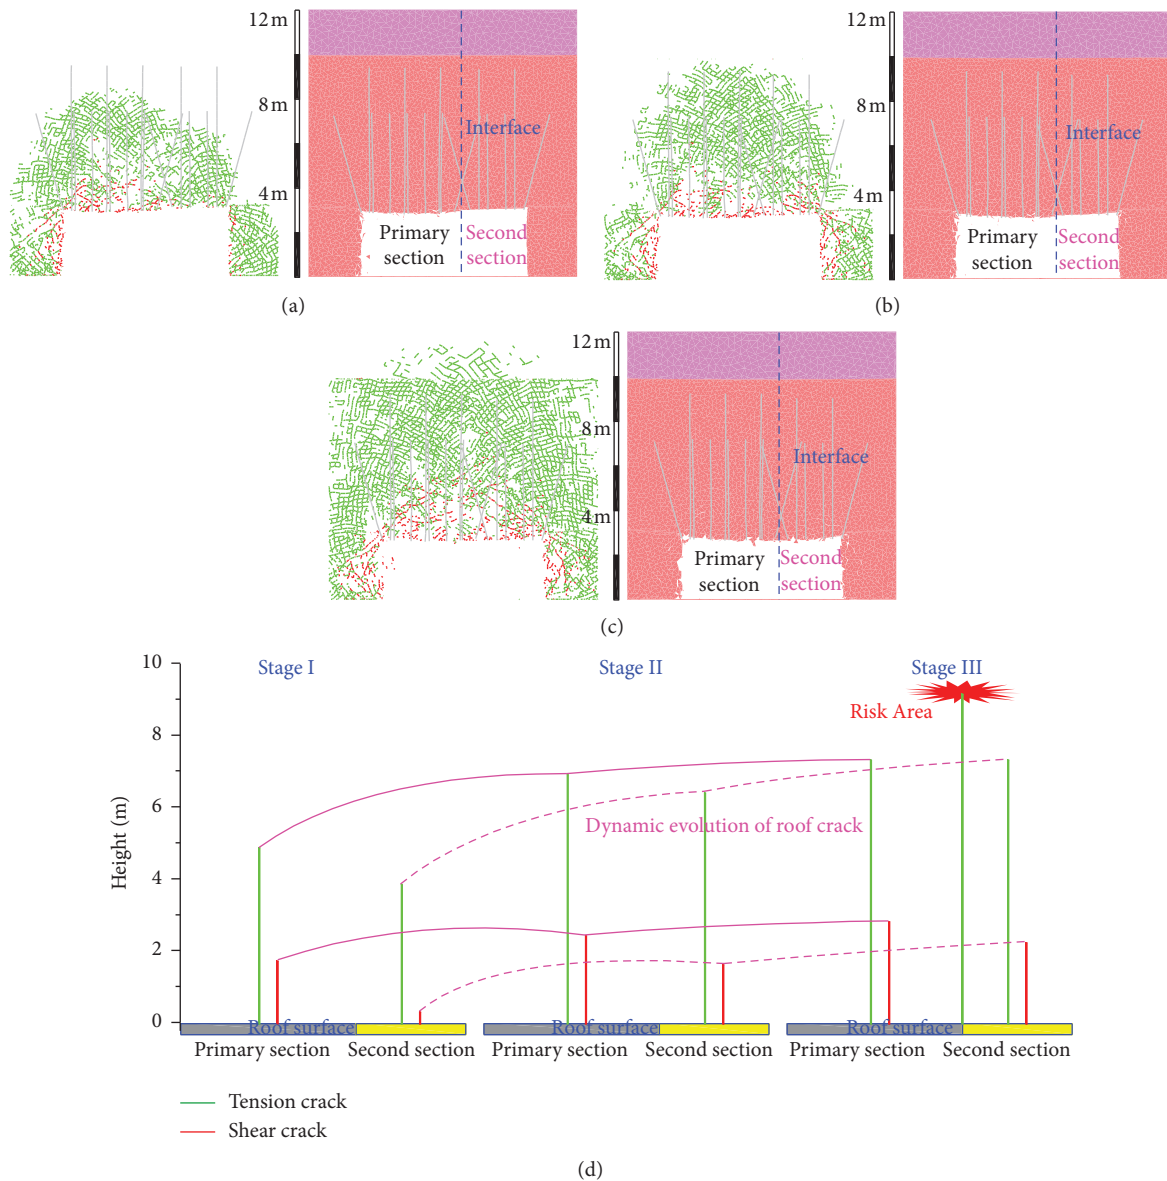 12 m
8 m
4 m
Interface
Primary
section
Second
section
(a)
12 m
8 m
4 m
Interface
Primary
section
Second
section
(b)
12 m
8 m
4 m
Interface
Primary
section
Second
section
(c)
10
8
6
4
2
0
Height (m)
Stage I
Stage II
Stage III
Risk Area
Dynamic evolution of roof crack
Roof surface
Roof surface
Roof surface
Primary section
Second section
Primary section
Second section
Primary section
Second section
Tension crack
Shear crack
(d)